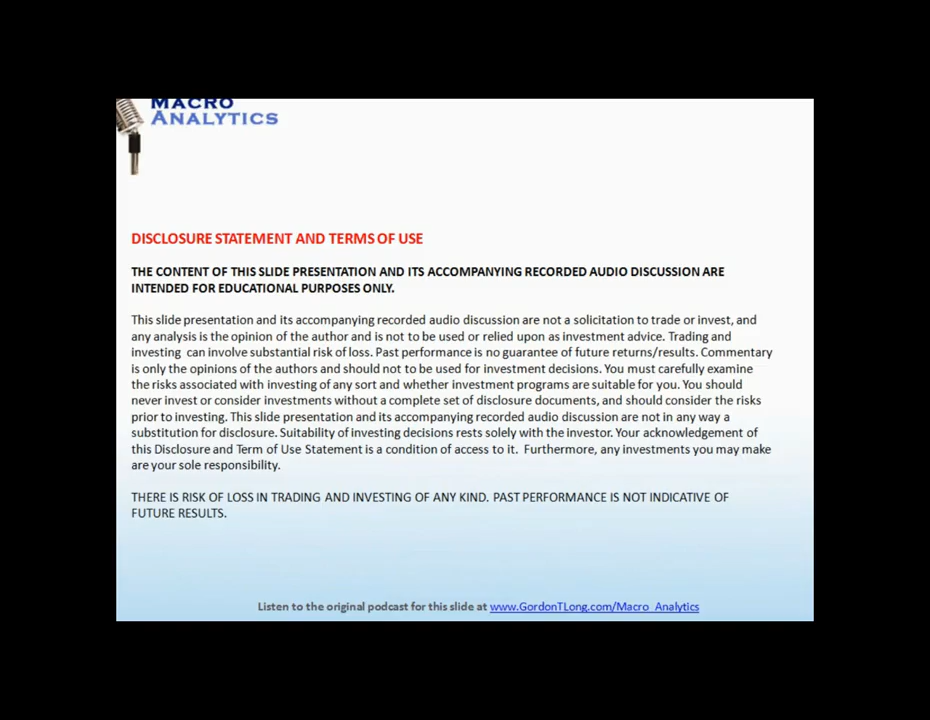 MACRO
ANALYTICS
DISCLOSURE STATEMENT AND TERMS OF USE
THE CONTENT OF THIS SLIDE PRESENTATION AND ITS ACCOMPANYING RECORDED AUDIO DISCUSSION ARE
INTENDED FOR EDUCATIONAL PURPOSES ONLY.
This slide presentation and its accompanying recorded audio discussion are not a solicitation to trade or invest, and
any analysis is the opinion of the author and is not to be used or relied upon as investment advice. Trading and
investing can involve substantial risk of loss. Past performance is no guarantee of future returns/results. Commentary
is only the opinions of the authors and should not to be used for investment decisions. You must carefully examine
the risks associated with investing of any sort and whether investment programs are suitable for you. You should
never invest or consider investments without a complete set of disclosure documents, and should consider the risks
prior to investing. This slide presentation and its accompanying recorded audio discussion are not in any way a
substitution for disclosure. Suitability of investing decisions rests solely with the investor. Your acknowledgement of
this Disclosure and Term of Use Statement is a condition of access to it. Furthermore, any investments you may make
are your sole responsibility.
THERE IS RISK OF LOSS IN TRADING AND INVESTING OF ANY KIND. PAST PERFORMANCE IS NOT INDICATIVE OF
FUTURE RESULTS.
Listen to the original podcast for this slide at www.GordonTLong.com/Macro_Analytics